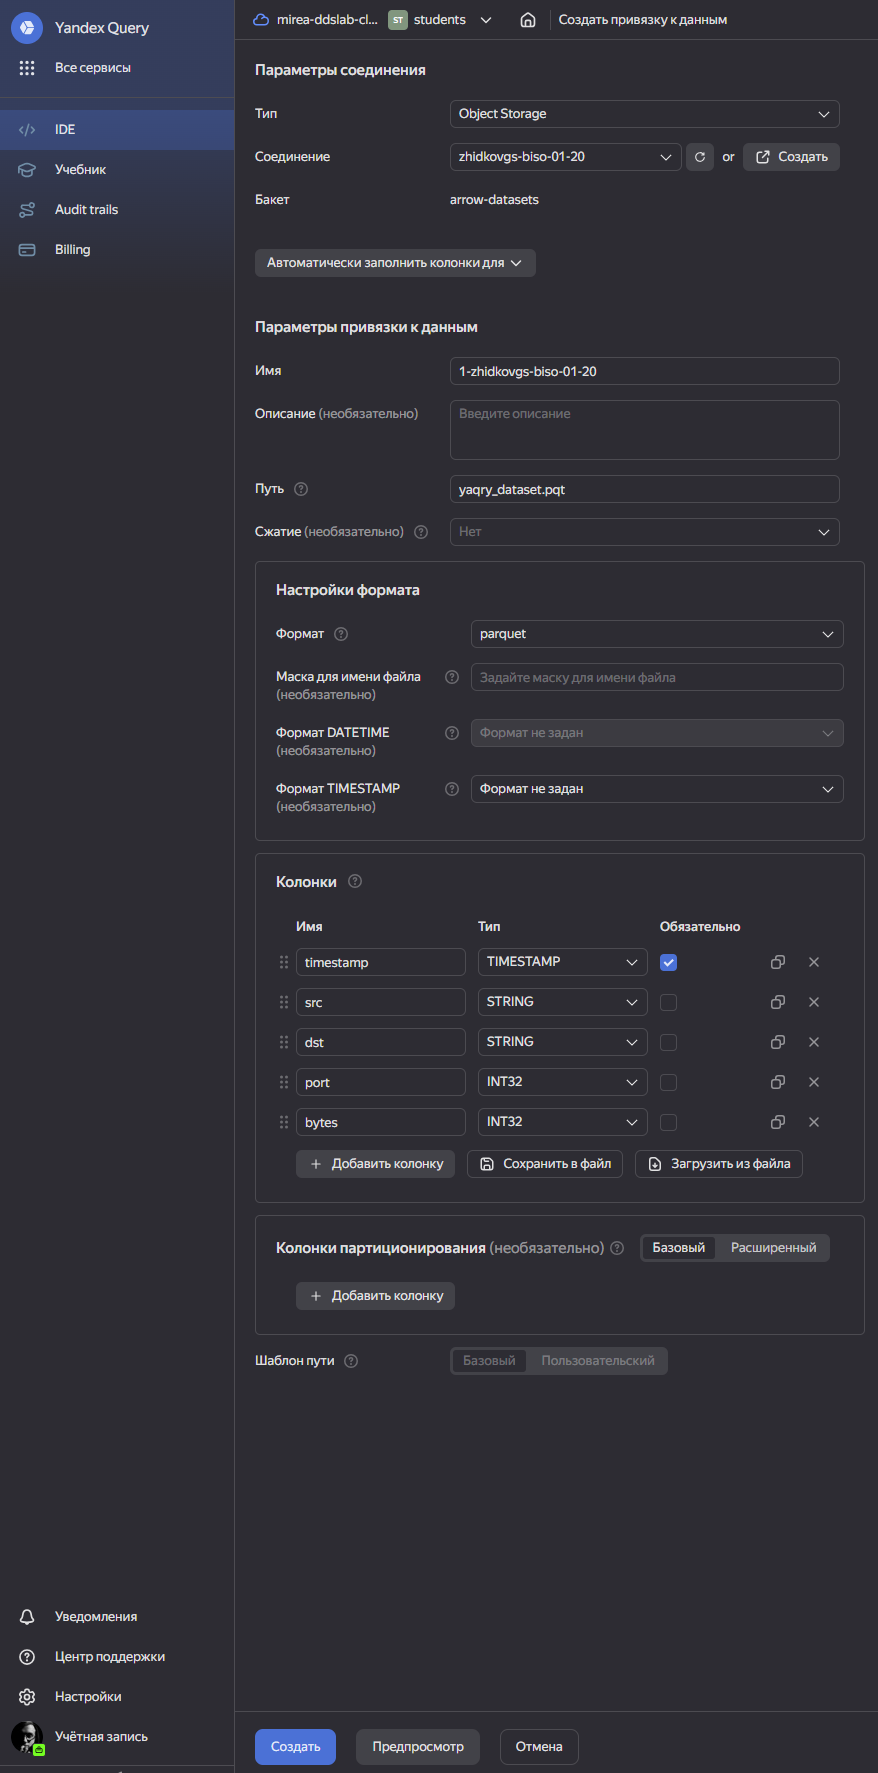 Yandex Query
Все сервисы
IDE
Учебник
Audit trails
Billing
Уведомления
Центр поддержки
Настройки
Учётная запись
mirea-ddslab-cl... ST students Создать привязку к данным
Параметры соединения
Тип Object Storage
Соединение zhidkovgs-biso-01-20 or Создать
Бакет arrow-datasets
Автоматически заполнить колонки для
Параметры привязки к данным
Имя 1-zhidkovgs-biso-01-20
Описание (необязательно) Введите описание
Путь yaqry_dataset.pqt
Сжатие (необязательно) Нет
Настройки формата
Формат parquet
Маска для имени файла Задайте маску для имени файла
(необязательно)
Формат DATETIME Формат не задан
(необязательно)
Формат TIMESTAMP Формат не задан
(необязательно)
Колонки
Имя Тип Обязательно
timestamp TIMESTAMP
src STRING
dst STRING
port INT32
bytes INT32
+ Добавить колонку Сохранить в файл Загрузить из файла
Колонки партиционирования (необязательно) Базовый Расширенный
+ Добавить колонку
Шаблон пути Базовый Пользовательский
Создать Предпросмотр Отмена